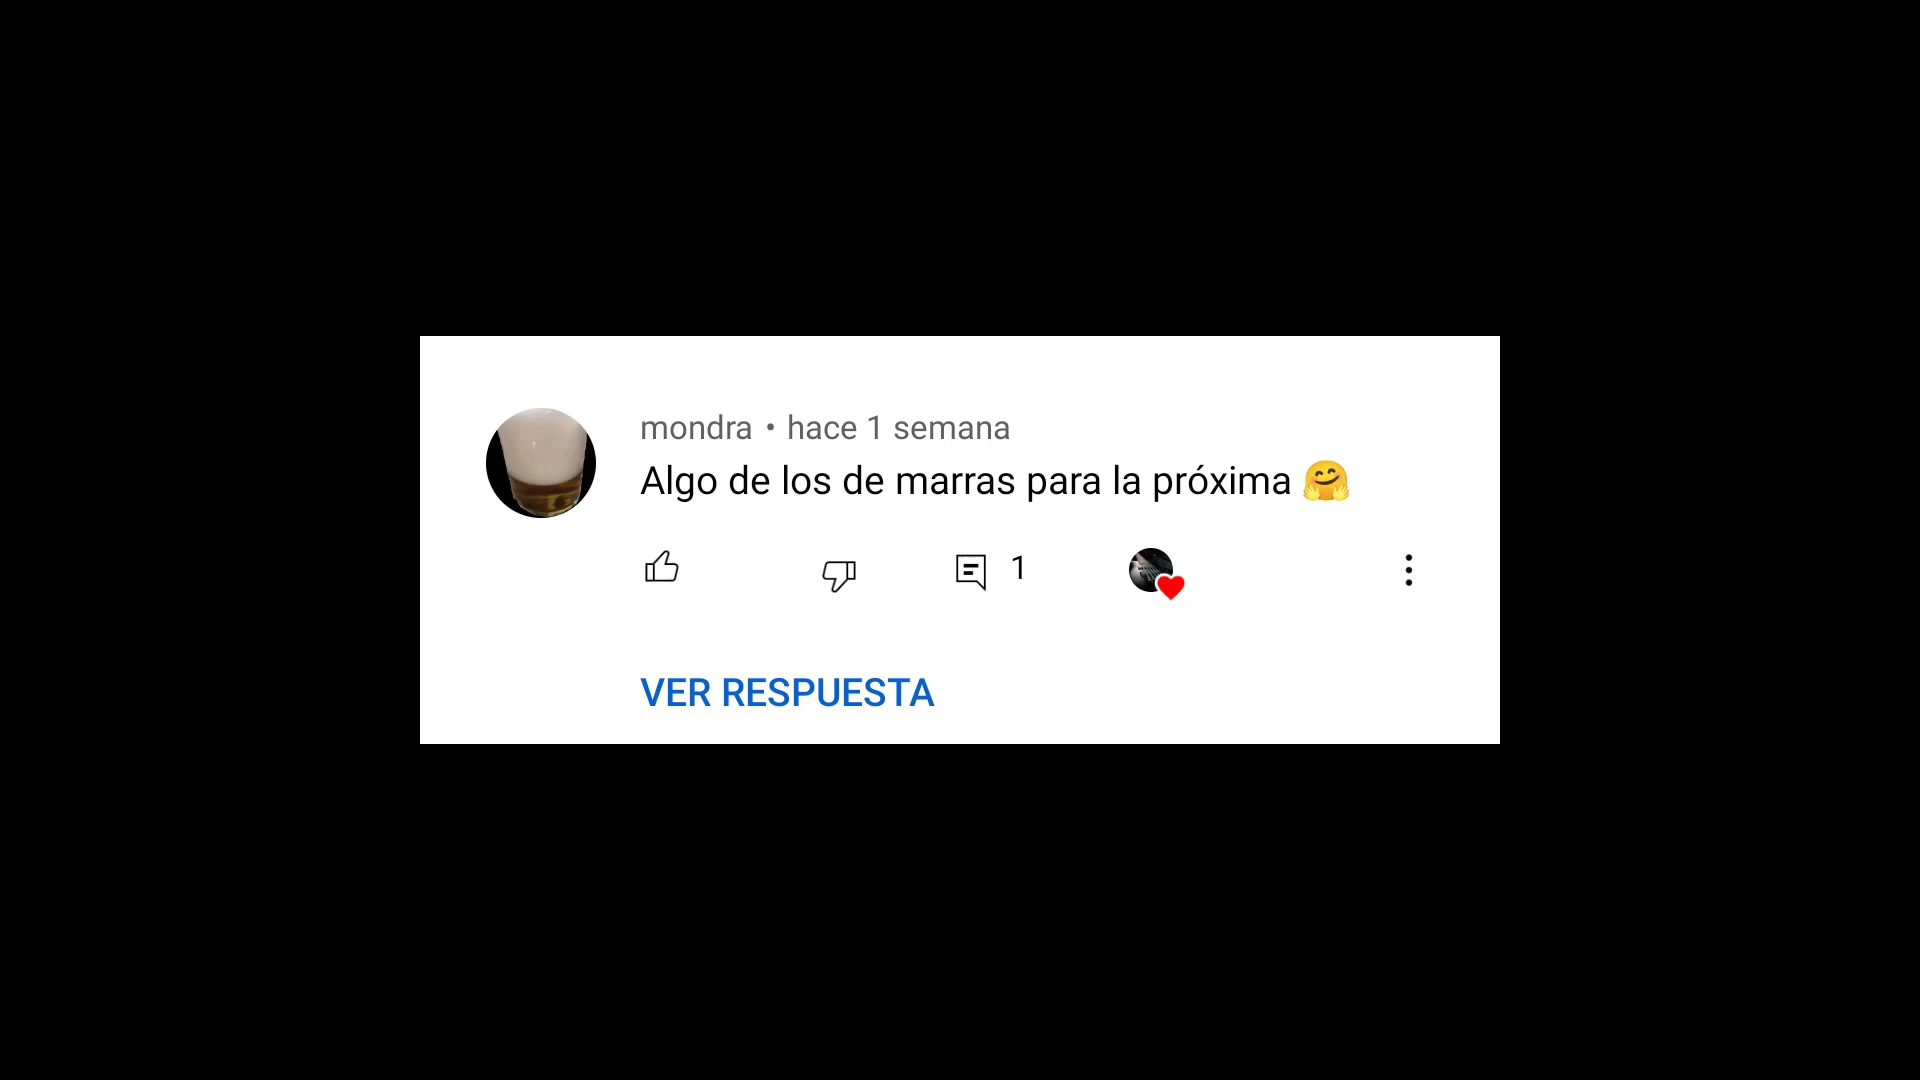 mondra • hace 1 semana
Algo de los de marras para la próxima 🤗
1
VER RESPUESTA